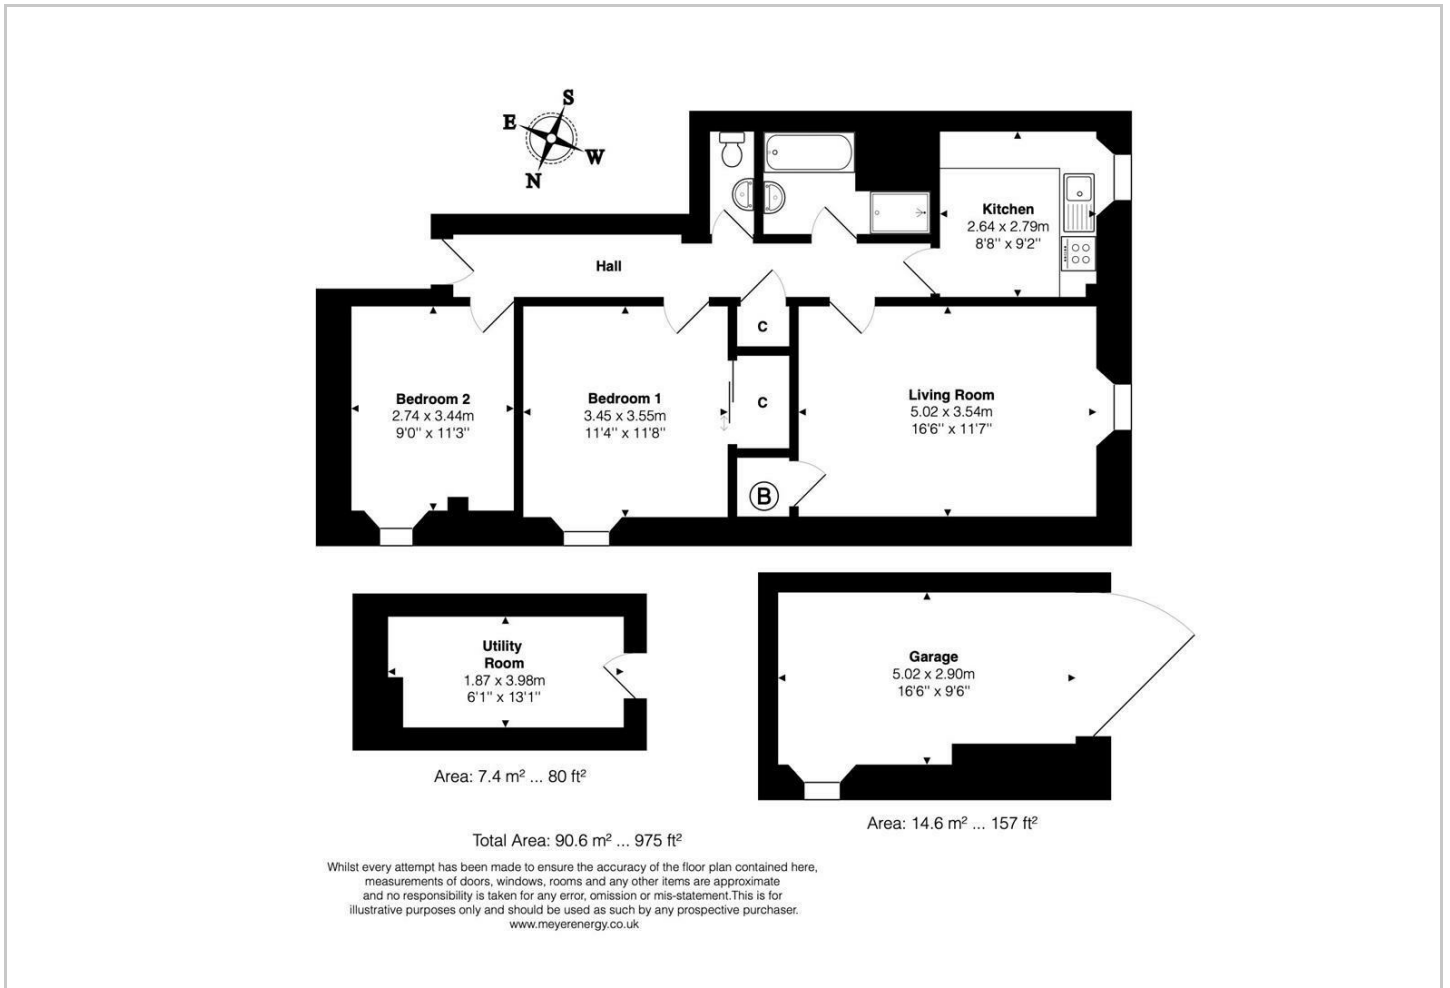 S
E
W
N
Kitchen
2.64 x 2.79m
8'8'' x 9'2''
Hall
C
Bedroom 2
2.74 x 3.44m
9'0'' x 11'3''
Bedroom 1
3.45 x 3.55m
11'4'' x 11'8''
C
Living Room
5.02 x 3.54m
16'6'' x 11'7''
B
Utility
Room
1.87 x 3.98m
6'1'' x 13'1''
Garage
5.02 x 2.90m
16'6'' x 9'6''
Area: 7.4 m² ... 80 ft²
Area: 14.6 m² ... 157 ft²
Total Area: 90.6 m² ... 975 ft²
Whilst every attempt has been made to ensure the accuracy of the floor plan contained here,
measurements of doors, windows, rooms and any other items are approximate
and no responsibility is taken for any error, omission or mis-statement.This is for
illustrative purposes only and should be used as such by any prospective purchaser.
www.meyerenergy.co.uk